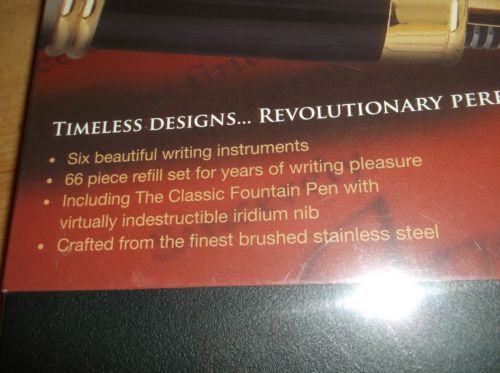 TIMELESS DESIGNS... REVOLUTIONARY
• Six beautiful writing instruments
• 66 piece refill set for years of writing pleasure
• Including The Classic Fountain Pen with
virtually indestructible iridium nib
• Crafted from the finest brushed stainless steel